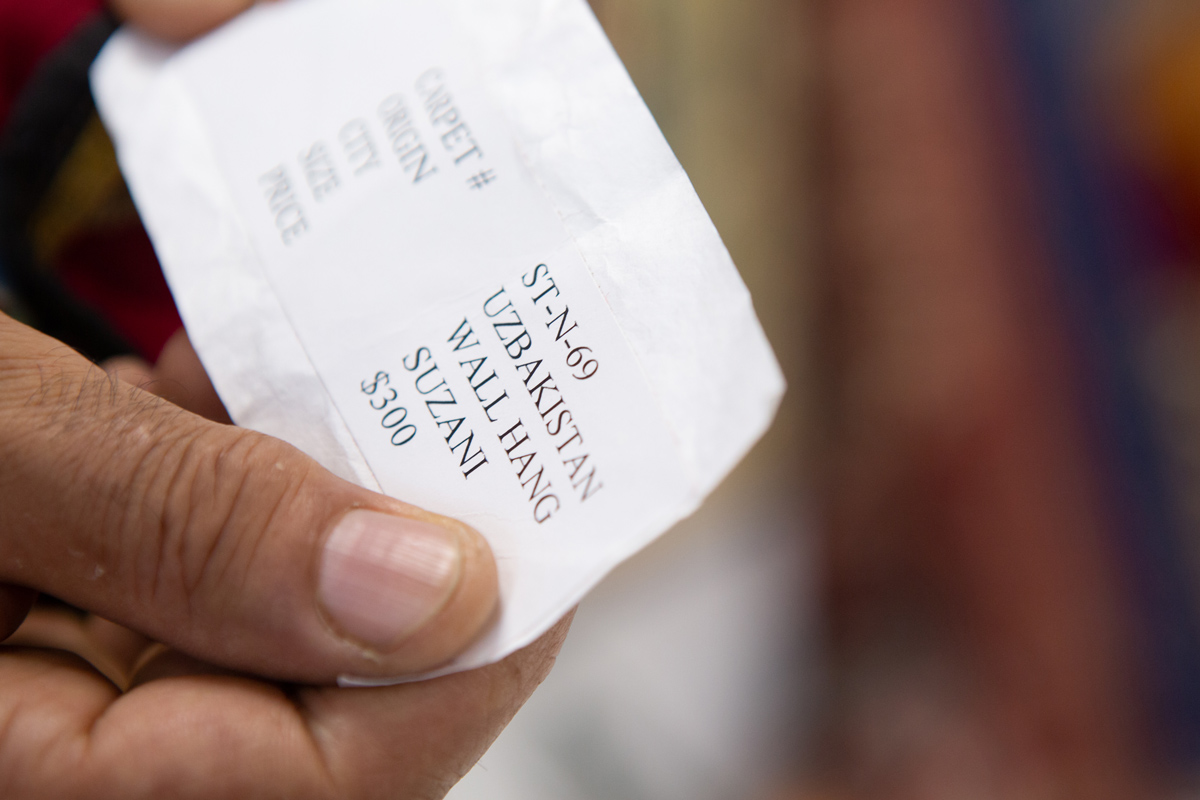 CARPET # ST-N-69
ORIGIN UZBAKISTAN
CITY WALL HANG
SIZE SUZANI
PRICE $300